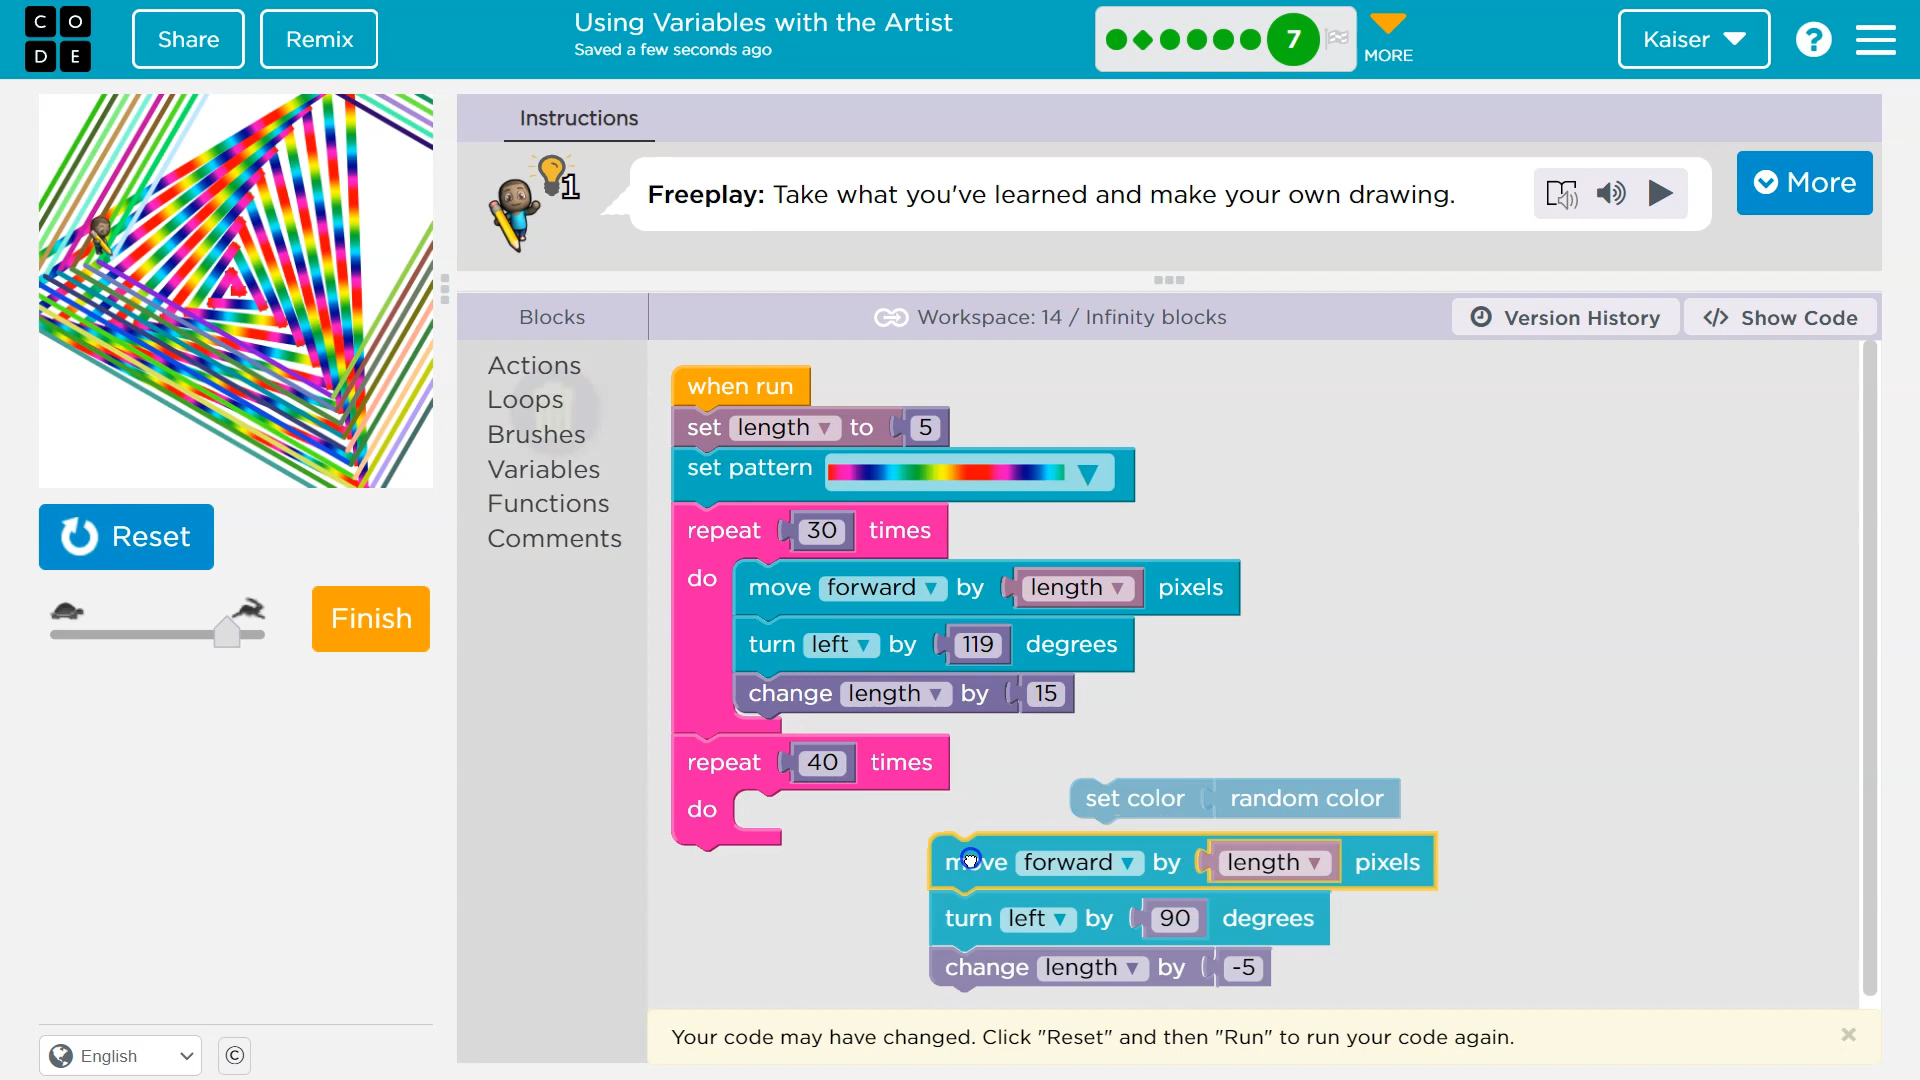 C O D E
Share
Remix
Using Variables with the Artist
Saved a few seconds ago
7
MORE
Kaiser
?
Instructions
1
Freeplay: Take what you've learned and make your own drawing.
More
Blocks
Workspace: 14 / Infinity blocks
Version History
</> Show Code
Actions
Loops
Brushes
Variables
Functions
Comments
Reset
Finish
when run
set length to 5
set pattern
repeat 30 times
do
move forward by length pixels
turn left by 119 degrees
change length by 15
repeat 40 times
do
set color random color
move forward by length pixels
turn left by 90 degrees
change length by -5
Your code may have changed. Click "Reset" and then "Run" to run your code again.
English
©